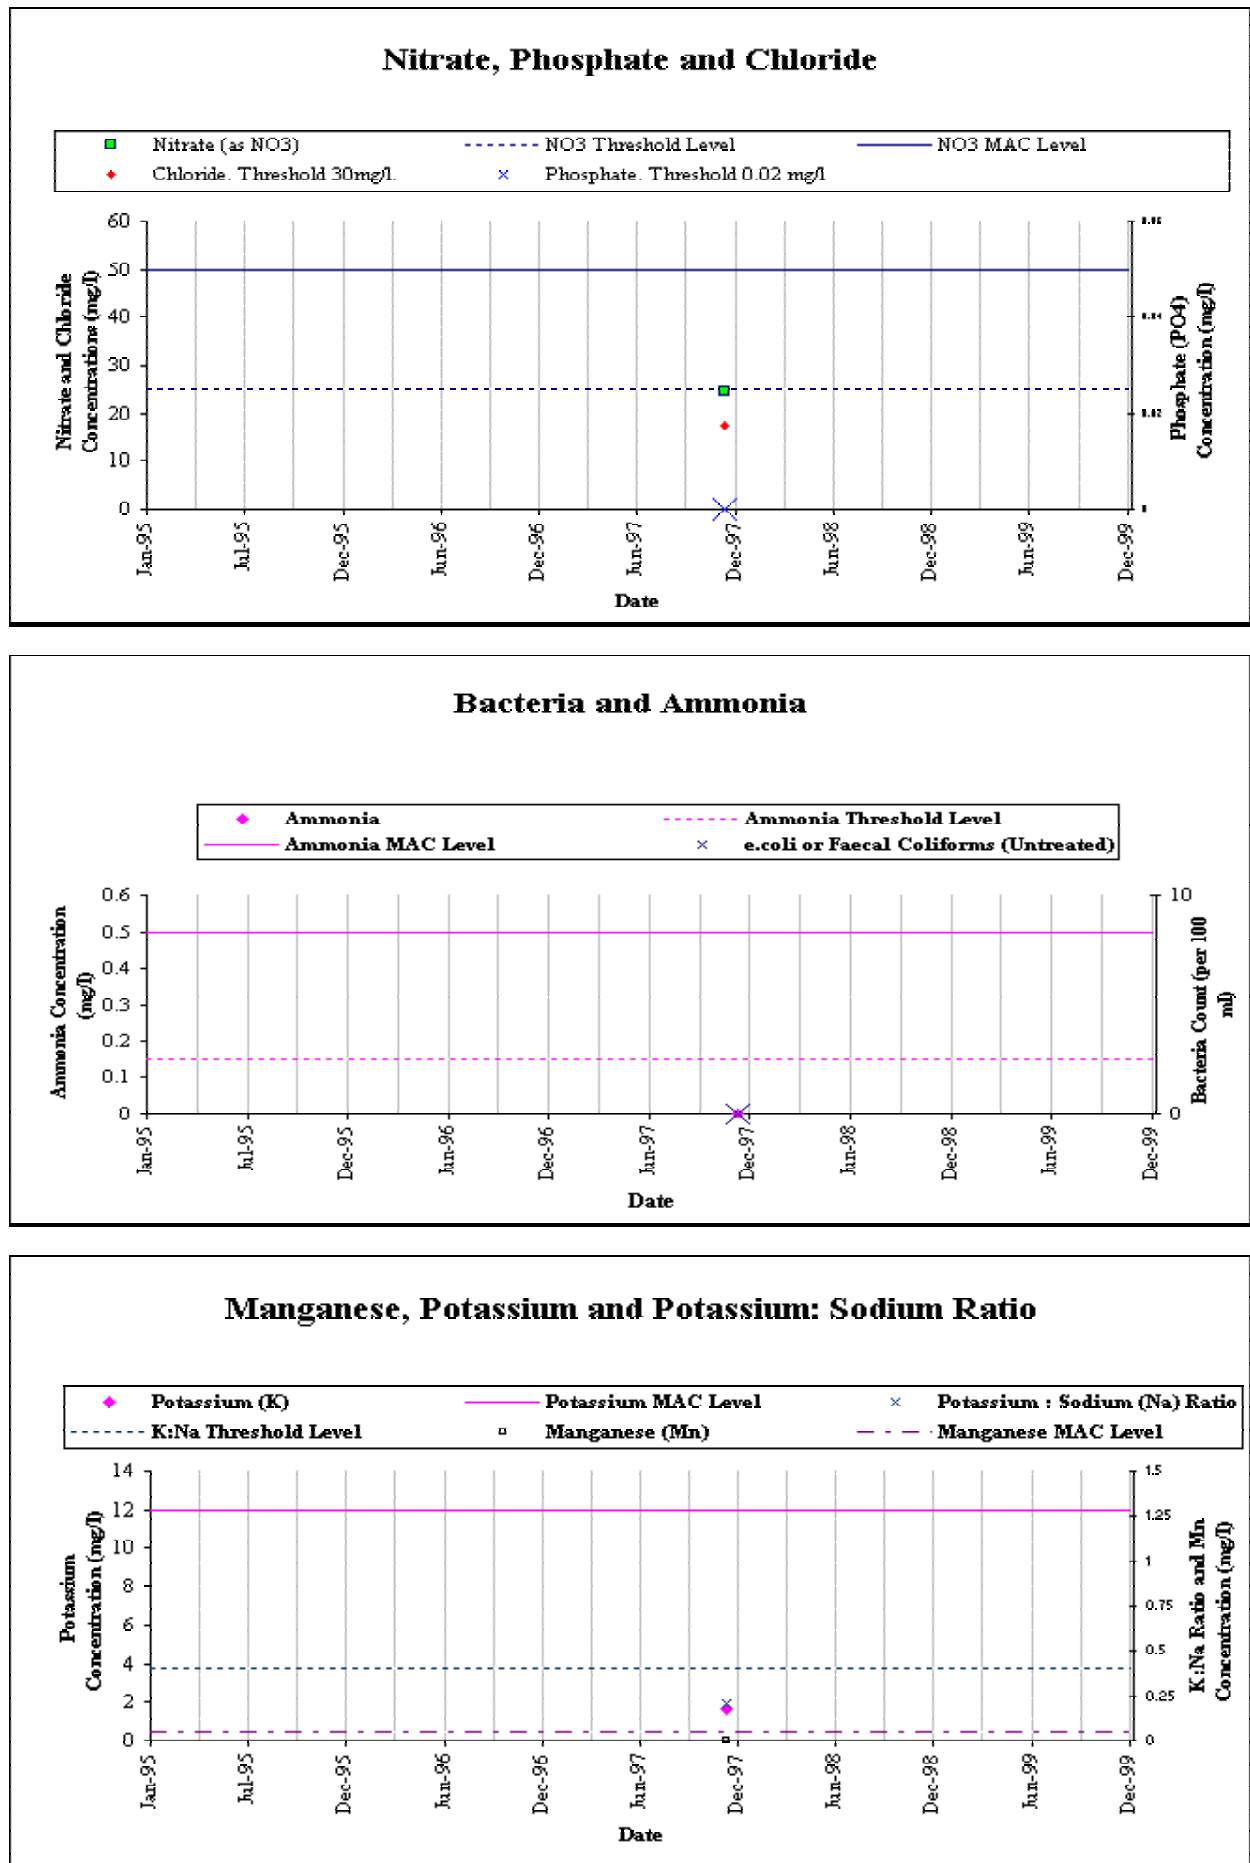 Nitrate, Phosphate and Chloride
Nitrate (as NO3) NO3 Threshold Level NO3 MAC Level
Chloride. Threshold 30mg/l. Phosphate. Threshold 0.02 mg/l
Nitrate and Chloride
Concentrations (mg/l)
60
50
40
30
20
10
0
0.06
0.04
0.02
0
Phosphate (PO4)
Concentration (mg/l)
Jan-95 Jul-95 Dec-95 Jun-96 Dec-96 Jun-97 Dec-97 Jun-98 Dec-98 Jun-99 Dec-99
Date
Bacteria and Ammonia
Ammonia Ammonia Threshold Level
Ammonia MAC Level e.coli or Faecal Coliforms (Untreated)
Ammonia Concentration
(mg/l)
0.6
0.5
0.4
0.3
0.2
0.1
0
10
0
Bacteria Count (per 100
ml)
Jan-95 Jul-95 Dec-95 Jun-96 Dec-96 Jun-97 Dec-97 Jun-98 Dec-98 Jun-99 Dec-99
Date
Manganese, Potassium and Potassium: Sodium Ratio
Potassium (K) Potassium MAC Level Potassium : Sodium (Na) Ratio
K:Na Threshold Level Manganese (Mn) Manganese MAC Level
Potassium
Concentration (mg/l)
14
12
10
8
6
4
2
0
1.5
1.25
1
0.75
0.5
0.25
0
K:Na Ratio and Mn
Concentration (mg/l)
Jan-95 Jul-95 Dec-95 Jun-96 Dec-96 Jun-97 Dec-97 Jun-98 Dec-98 Jun-99 Dec-99
Date